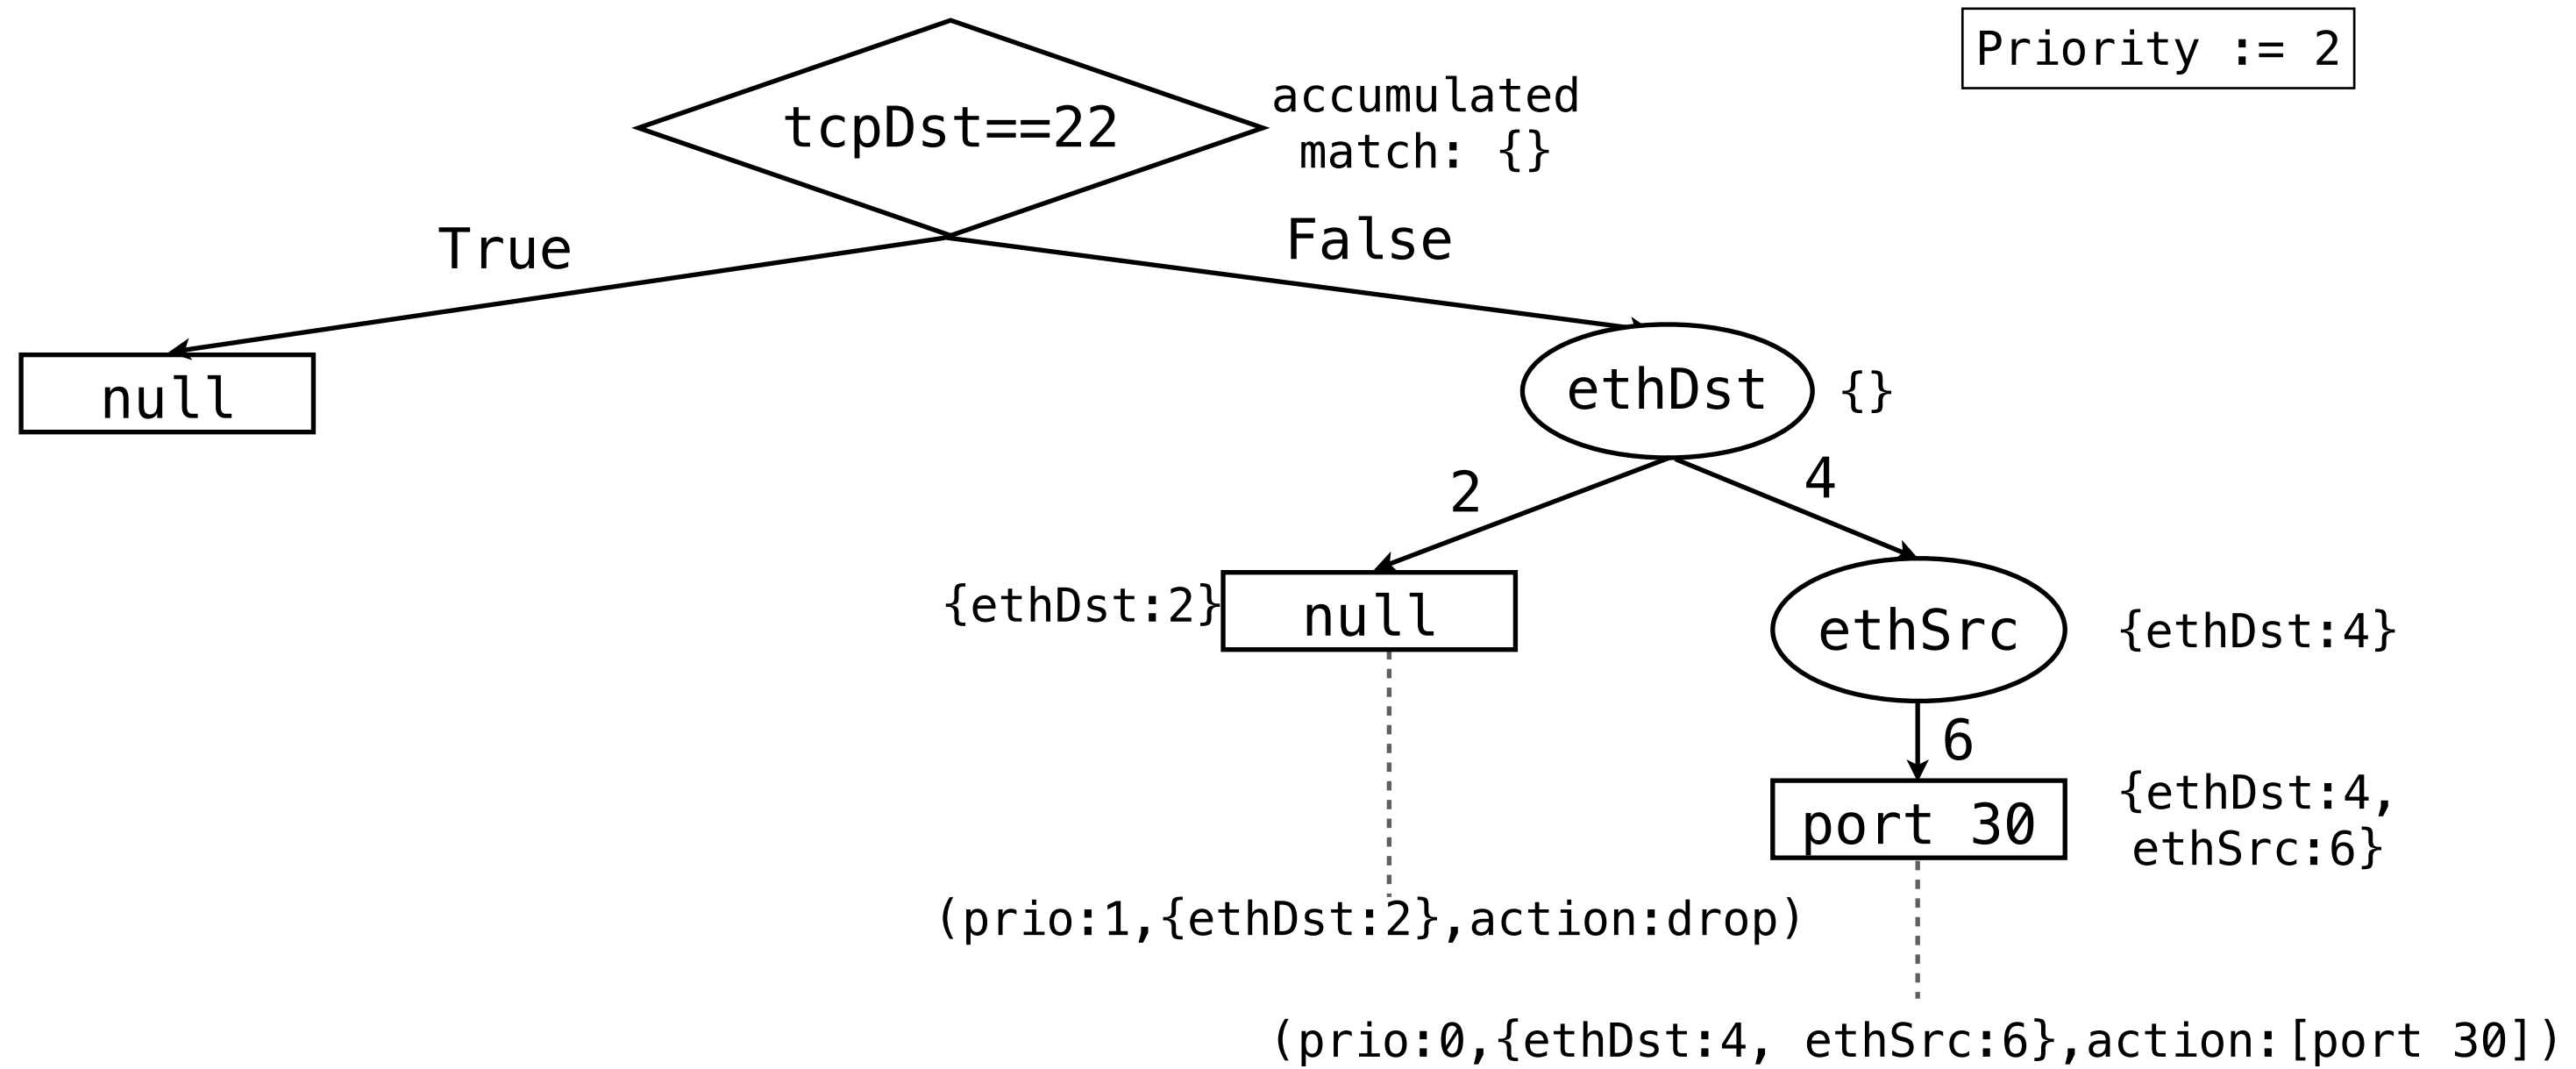 Priority := 2
tcpDst==22
accumulated
match: {}
True
False
null
ethDst
{}
2
4
{ethDst:2}
null
ethSrc
{ethDst:4}
6
port 30
{ethDst:4,
ethSrc:6}
(prio:1,{ethDst:2},action:drop)
(prio:0,{ethDst:4, ethSrc:6},action:[port 30])